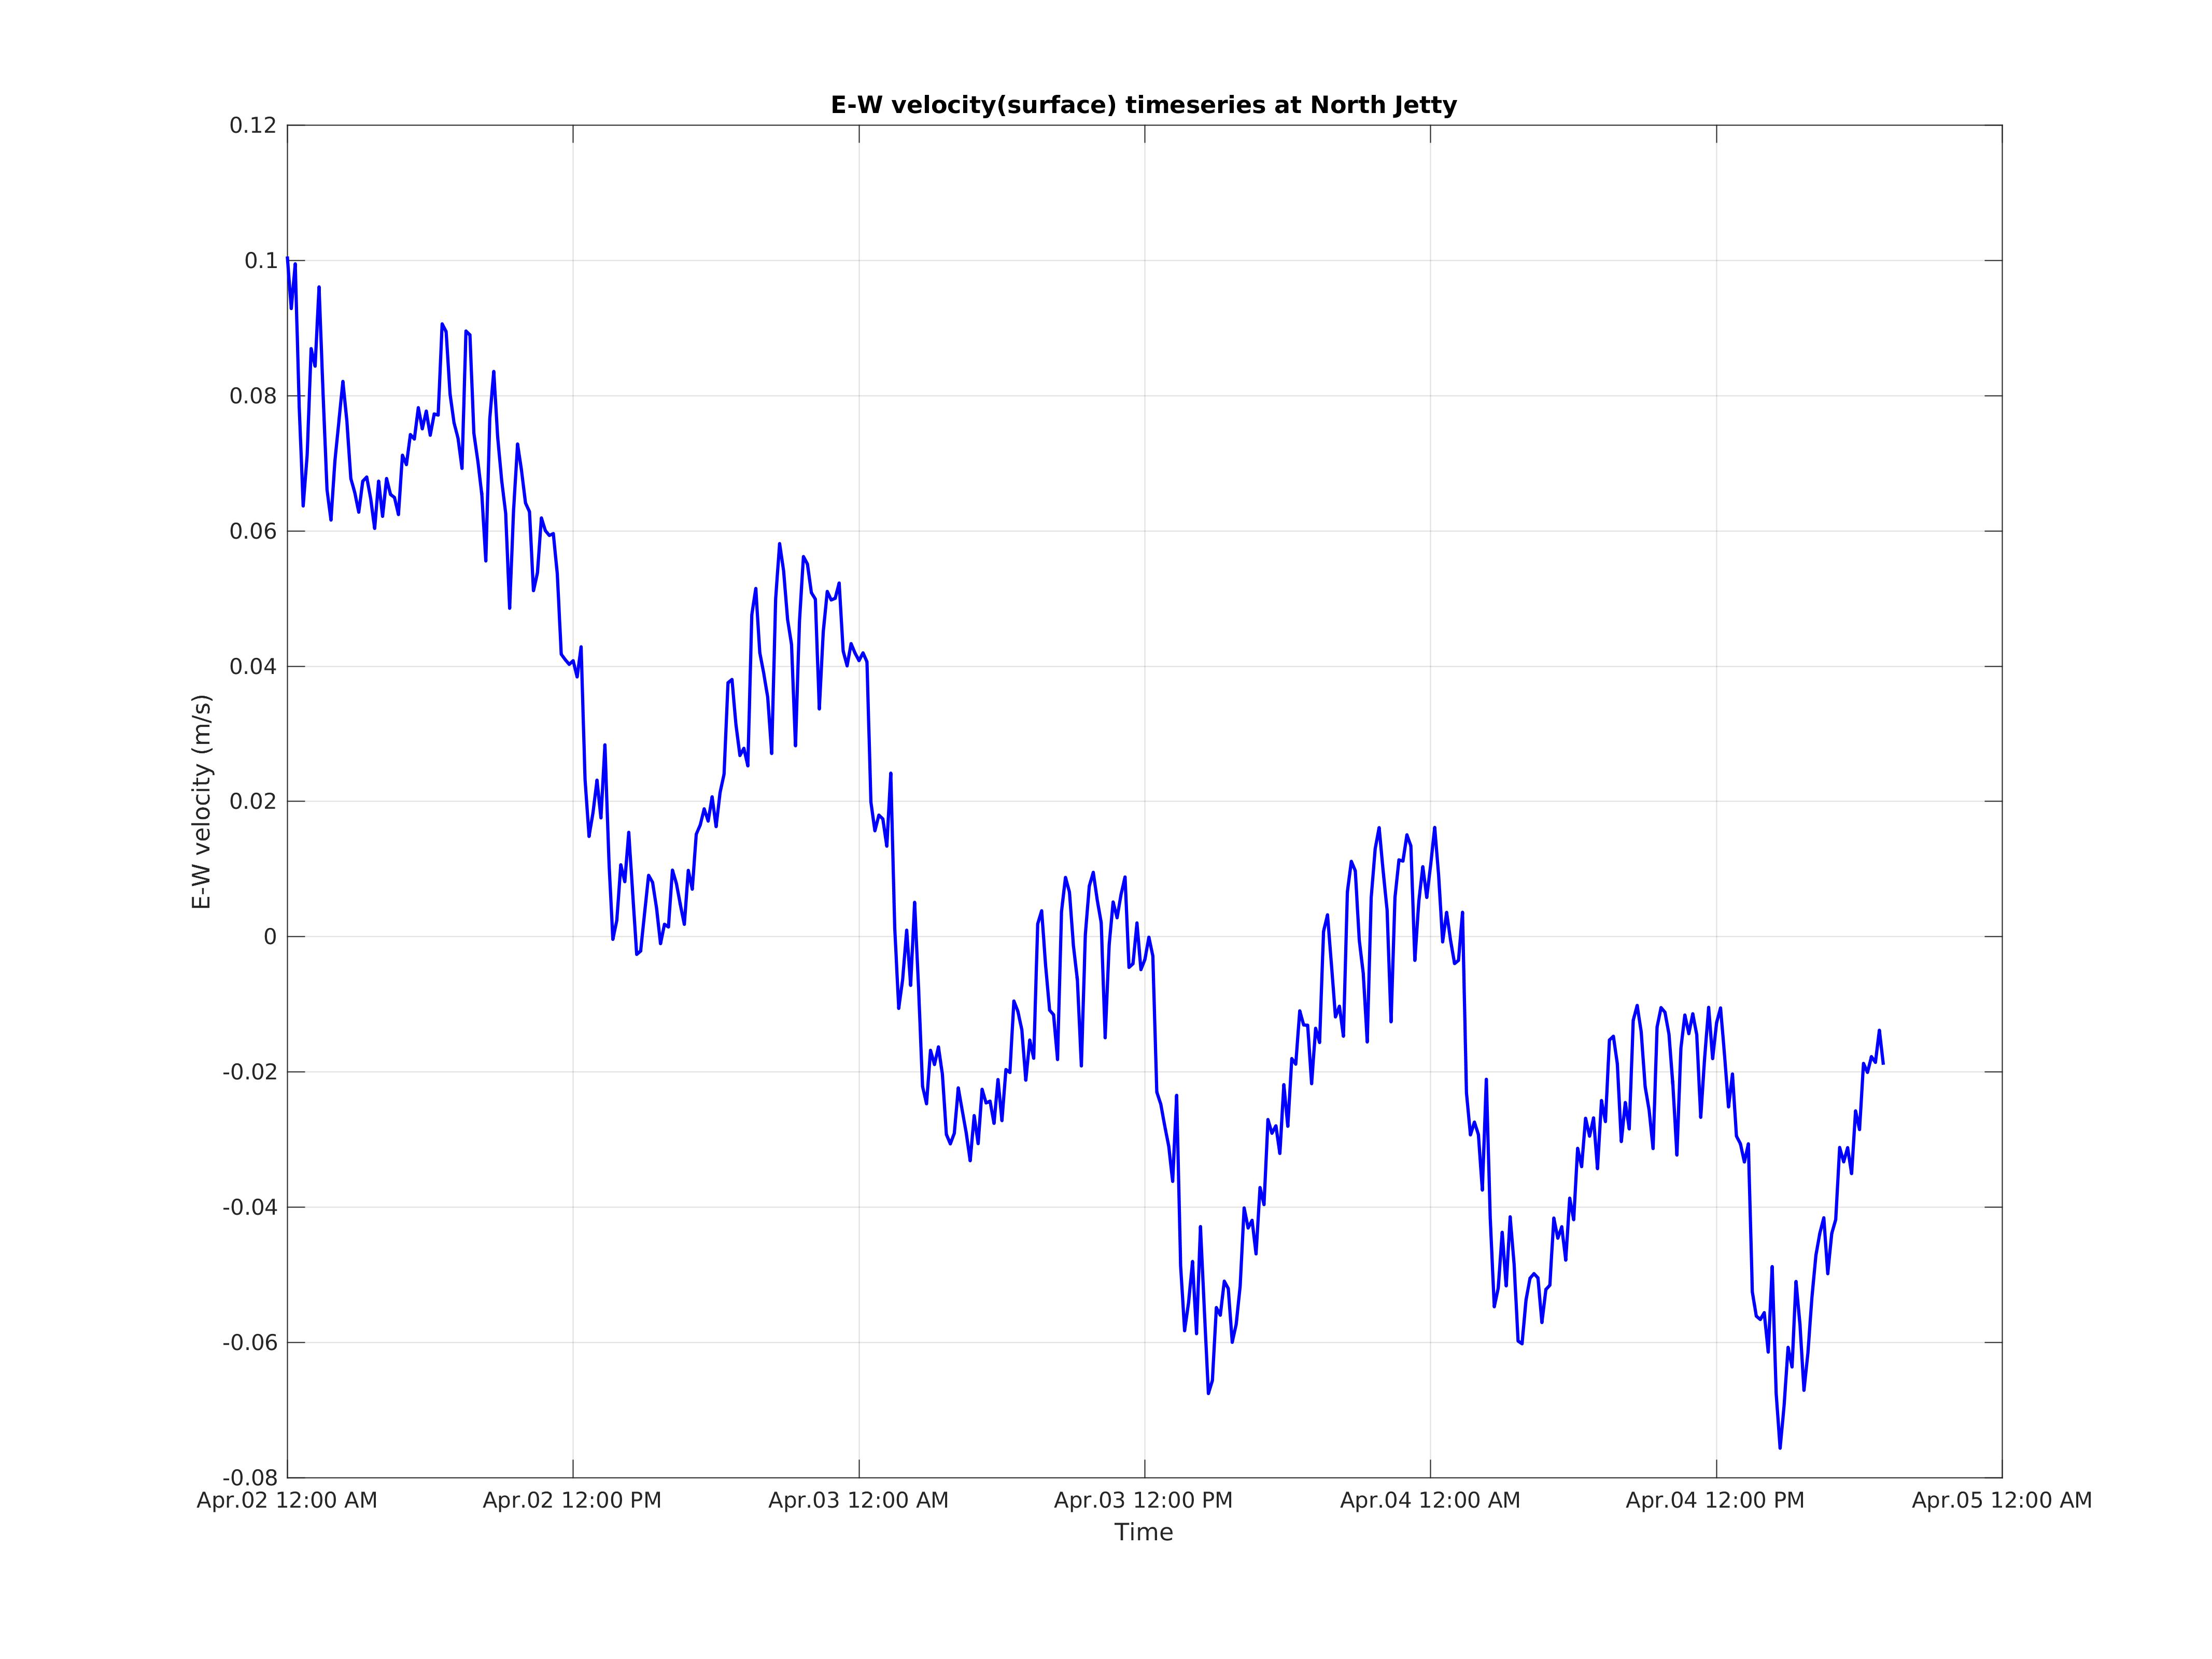 E-W velocity(surface) timeseries at North Jetty
0.12
0.1
0.08
0.06
0.04
0.02
0
-0.02
-0.04
-0.06
-0.08
E-W velocity (m/s)
Apr.02 12:00 AM Apr.02 12:00 PM Apr.03 12:00 AM Apr.03 12:00 PM Apr.04 12:00 AM Apr.04 12:00 PM Apr.05 12:00 AM
Time